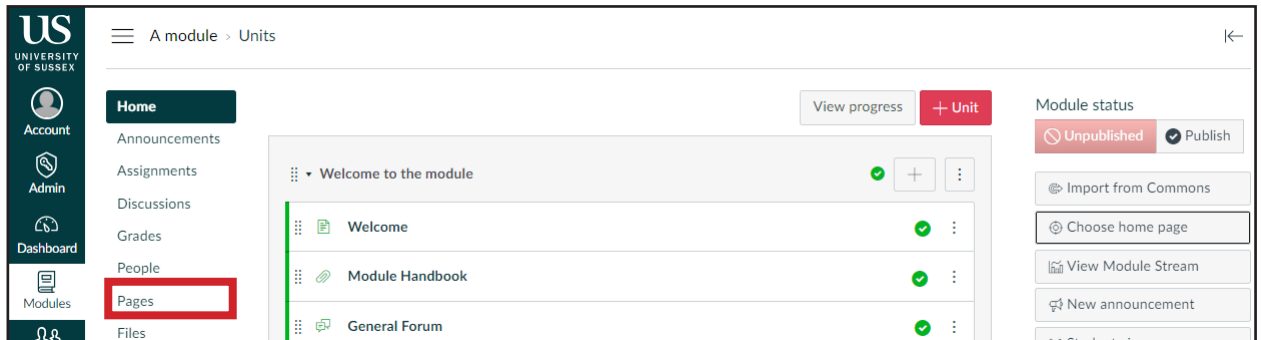 US
UNIVERSITY
OF SUSSEX
Account
Admin
Dashboard
Modules
A module > Units
Home
Announcements
Assignments
Discussions
Grades
People
Pages
Files
View progress
+ Unit
Welcome to the module
Welcome
Module Handbook
General Forum
Module status
Unpublished
Publish
Import from Commons
Choose home page
View Module Stream
New announcement